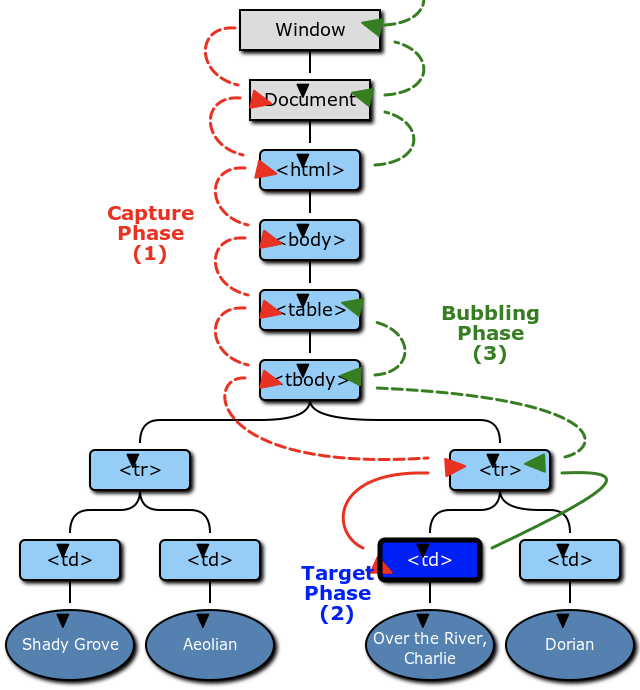 Window
Document
<html>
Capture
Phase
(1)
<body>
<table>
Bubbling
Phase
(3)
<tbody>
<tr>
<tr>
<td>
<td>
<td>
<td>
Target
Phase
(2)
Shady Grove
Aeolian
Over the River,
Charlie
Dorian